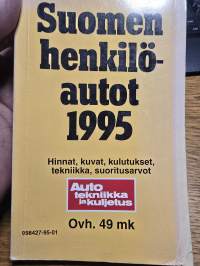 Suomen
henkilö-
autot
1995
Hinnat, kuvat, kulutukset,
tekniikka, suoritusarvot
Auto
tekniikka
ja kuljetus
Ovh. 49 mk
098427-95-01